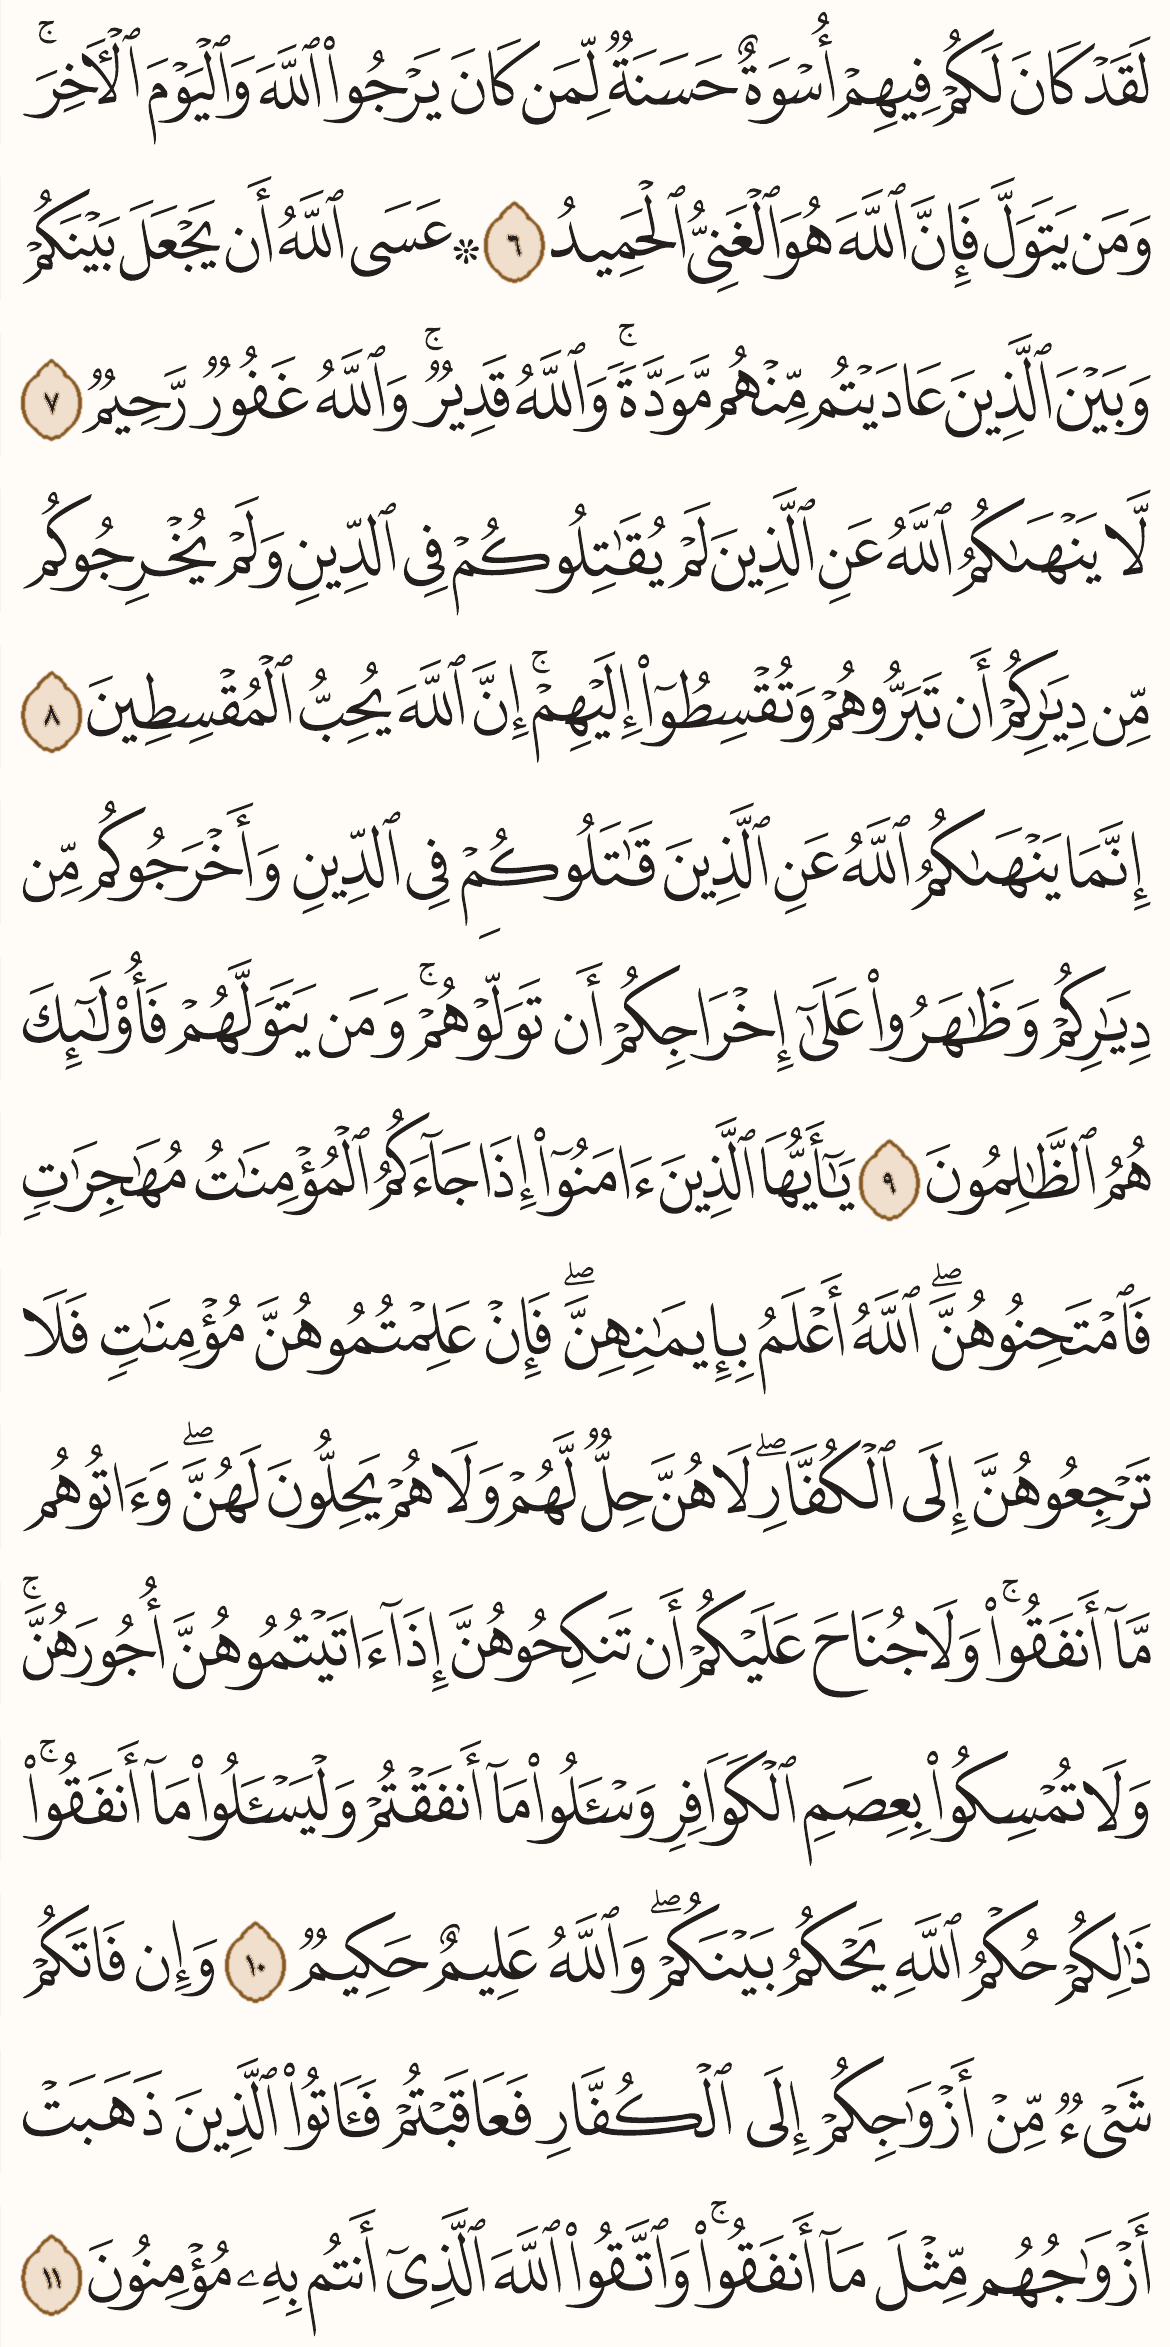 لَقَدۡ كَانَ لَكُمۡ فِيهِمۡ أُسۡوَةٌ حَسَنَةٞ لِّمَن كَانَ يَرۡجُواْ ٱللَّهَ وَٱلۡيَوۡمَ ٱلۡأٓخِرَۚ
وَمَن يَتَوَلَّ فَإِنَّ ٱللَّهَ هُوَ ٱلۡغَنِيُّ ٱلۡحَمِيدُ ٦ ۞ عَسَى ٱللَّهُ أَن يَجۡعَلَ بَيۡنَكُمۡ
وَبَيۡنَ ٱلَّذِينَ عَادَيۡتُم مِّنۡهُم مَّوَدَّةٗۚ وَٱللَّهُ قَدِيرٞۚ وَٱللَّهُ غَفُورٞ رَّحِيمٞ ٧
لَّا يَنۡهَىٰكُمُ ٱللَّهُ عَنِ ٱلَّذِينَ لَمۡ يُقَٰتِلُوكُمۡ فِي ٱلدِّينِ وَلَمۡ يُخۡرِجُوكُم
مِّن دِيَٰرِكُمۡ أَن تَبَرُّوهُمۡ وَتُقۡسِطُوٓاْ إِلَيۡهِمۡۚ إِنَّ ٱللَّهَ يُحِبُّ ٱلۡمُقۡسِطِينَ ٨
إِنَّمَا يَنۡهَىٰكُمُ ٱللَّهُ عَنِ ٱلَّذِينَ قَٰتَلُوكُمۡ فِي ٱلدِّينِ وَأَخۡرَجُوكُم مِّن
دِيَٰرِكُمۡ وَظَٰهَرُواْ عَلَىٰٓ إِخۡرَاجِكُمۡ أَن تَوَلَّوۡهُمۡۚ وَمَن يَتَوَلَّهُمۡ فَأُوْلَٰٓئِكَ
هُمُ ٱلظَّٰلِمُونَ ٩ يَٰٓأَيُّهَا ٱلَّذِينَ ءَامَنُوٓاْ إِذَا جَآءَكُمُ ٱلۡمُؤۡمِنَٰتُ مُهَٰجِرَٰتٖ
فَٱمۡتَحِنُوهُنَّۖ ٱللَّهُ أَعۡلَمُ بِإِيمَٰنِهِنَّۖ فَإِنۡ عَلِمۡتُمُوهُنَّ مُؤۡمِنَٰتٖ فَلَا
تَرۡجِعُوهُنَّ إِلَى ٱلۡكُفَّارِۖ لَا هُنَّ حِلّٞ لَّهُمۡ وَلَا هُمۡ يَحِلُّونَ لَهُنَّۖ وَءَاتُوهُم
مَّآ أَنفَقُواْۚ وَلَا جُنَاحَ عَلَيۡكُمۡ أَن تَنكِحُوهُنَّ إِذَآ ءَاتَيۡتُمُوهُنَّ أُجُورَهُنَّۚ
وَلَا تُمۡسِكُواْ بِعِصَمِ ٱلۡكَوَافِرِ وَسۡـَٔلُواْ مَآ أَنفَقۡتُمۡ وَلۡيَسۡـَٔلُواْ مَآ أَنفَقُواْۚ
ذَٰلِكُمۡ حُكۡمُ ٱللَّهِ يَحۡكُمُ بَيۡنَكُمۡۖ وَٱللَّهُ عَلِيمٌ حَكِيمٞ ١٠ وَإِن فَاتَكُمۡ
شَيۡءٞ مِّنۡ أَزۡوَٰجِكُمۡ إِلَى ٱلۡكُفَّارِ فَعَاقَبۡتُمۡ فَـَٔاتُواْ ٱلَّذِينَ ذَهَبَتۡ
أَزۡوَٰجُهُم مِّثۡلَ مَآ أَنفَقُواْۚ وَٱتَّقُواْ ٱللَّهَ ٱلَّذِيٓ أَنتُم بِهِۦ مُؤۡمِنُونَ ١١